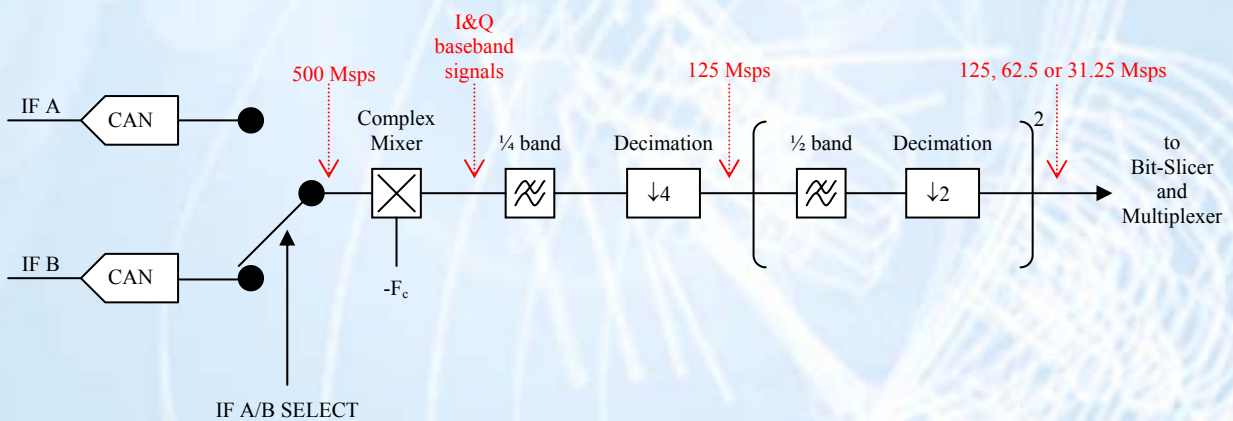 I&Q
baseband
signals
500 Msps
125 Msps
125, 62.5 or 31.25 Msps
IF A
CAN
Complex
Mixer
¼ band
Decimation
½ band
Decimation
2
↓4
↓2
to
Bit-Slicer
and
Multiplexer
IF B
CAN
-Fc
IF A/B SELECT